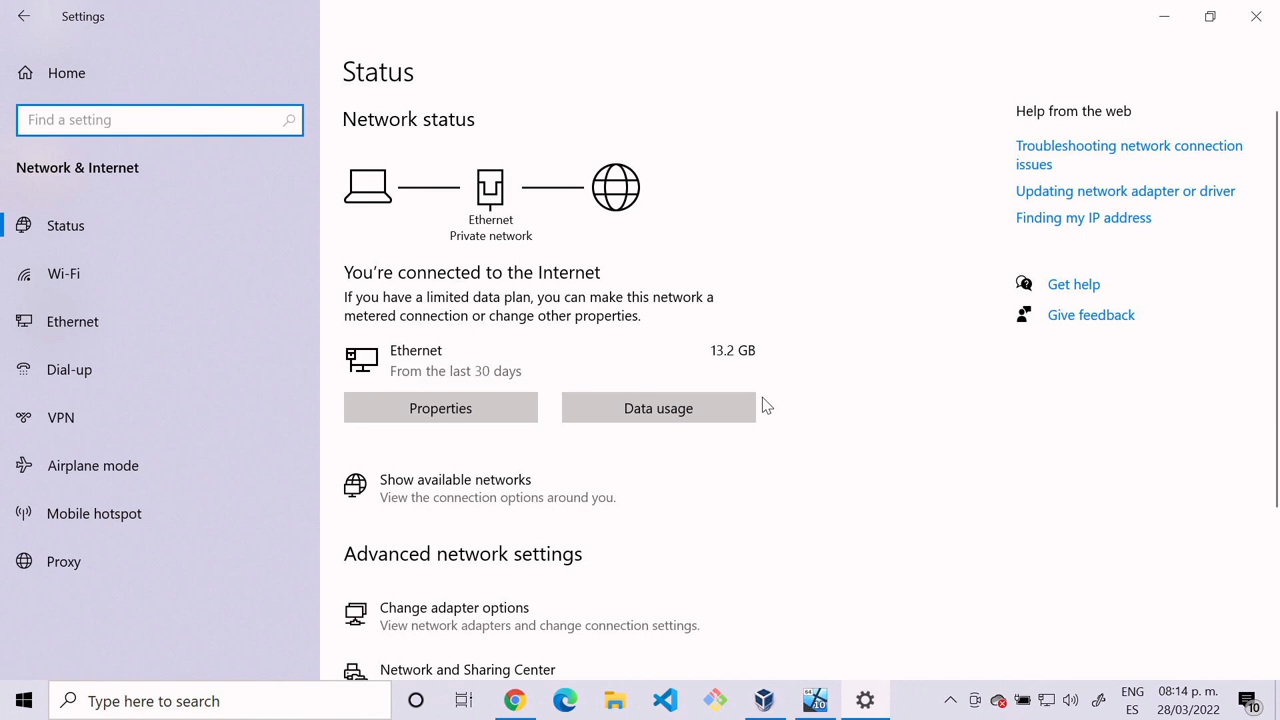 Settings
Home
Find a setting
Network & Internet
Status
Wi-Fi
Ethernet
Dial-up
VPN
Airplane mode
Mobile hotspot
Proxy
Status
Network status
Ethernet
Private network
You're connected to the Internet
If you have a limited data plan, you can make this network a
metered connection or change other properties.
Ethernet 13.2 GB
From the last 30 days
Properties Data usage
Show available networks
View the connection options around you.
Advanced network settings
Change adapter options
View network adapters and change connection settings.
Network and Sharing Center
Help from the web
Troubleshooting network connection
issues
Updating network adapter or driver
Finding my IP address
Get help
Give feedback
Type here to search
64
10
ENG
ES
08:14 p. m.
28/03/2022
10